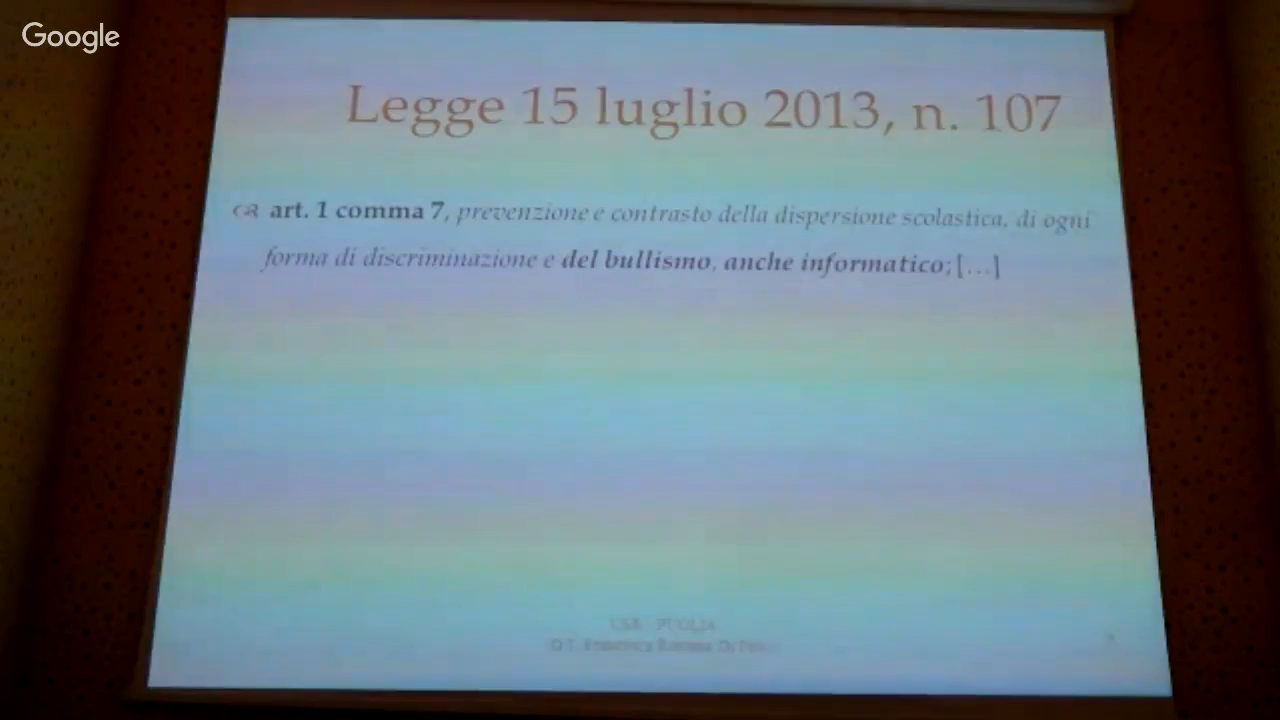 Google
Legge 15 luglio 2013, n. 107
art. 1 comma 7, prevenzione e contrasto della dispersione scolastica, di ogni
forma di discriminazione e del bullismo, anche informatico; [...]
USR PUGLIA